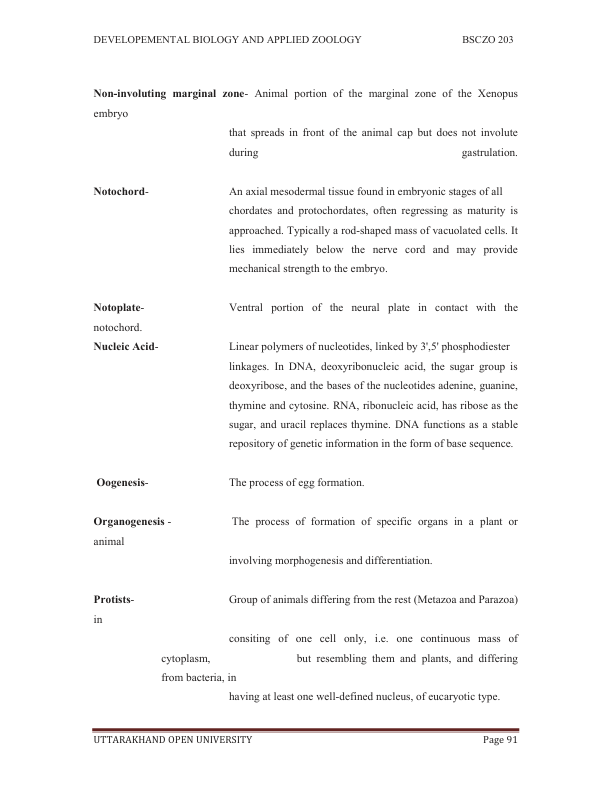 DEVELOPEMENTAL BIOLOGY AND APPLIED ZOOLOGY BSCZO 203
Non-involuting marginal zone- Animal portion of the marginal zone of the Xenopus
embryo
that spreads in front of the animal cap but does not involute
during gastrulation.
Notochord- An axial mesodermal tissue found in embryonic stages of all
chordates and protochordates, often regressing as maturity is
approached. Typically a rod-shaped mass of vacuolated cells. It
lies immediately below the nerve cord and may provide
mechanical strength to the embryo.
Notoplate- Ventral portion of the neural plate in contact with the
notochord.
Nucleic Acid- Linear polymers of nucleotides, linked by 3',5' phosphodiester
linkages. In DNA, deoxyribonucleic acid, the sugar group is
deoxyribose, and the bases of the nucleotides adenine, guanine,
thymine and cytosine. RNA, ribonucleic acid, has ribose as the
sugar, and uracil replaces thymine. DNA functions as a stable
repository of genetic information in the form of base sequence.
Oogenesis- The process of egg formation.
Organogenesis - The process of formation of specific organs in a plant or
animal
involving morphogenesis and differentiation.
Protists- Group of animals differing from the rest (Metazoa and Parazoa)
in
consiting of one cell only, i.e. one continuous mass of
cytoplasm, but resembling them and plants, and differing
from bacteria, in
having at least one well-defined nucleus, of eucaryotic type.
UTTARAKHAND OPEN UNIVERSITY Page 91